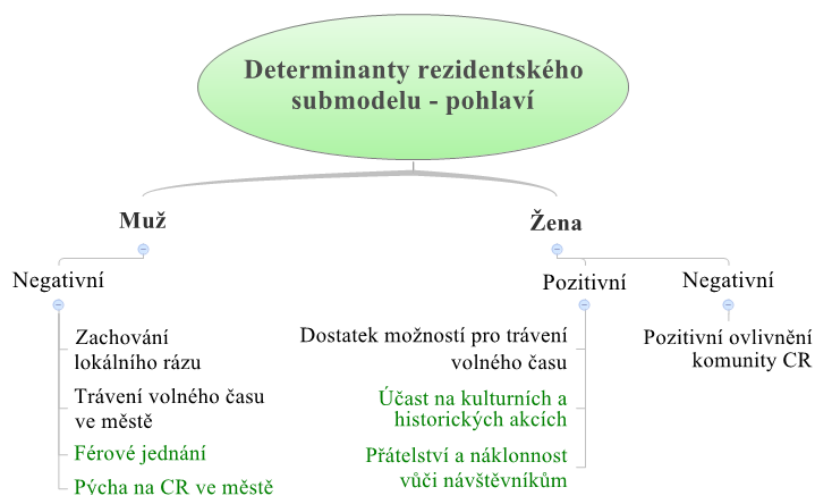 Determinanty rezidentského
submodelu - pohlaví
Muž
Žena
Negativní
Pozitivní
Negativní
Zachování
lokálního rázu
Trávení volného času
ve městě
Férové jednání
Pýcha na CR ve městě
Dostatek možností pro trávení
volného času
Účast na kulturních a
historických akcích
Přátelství a náklonnost
vůči návštěvníkům
Pozitivní ovlivnění
komunity CR